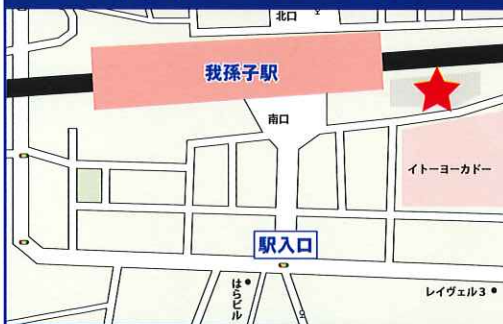 北口
我孫子駅
南口
イトーヨーカドー
駅入口
はらビル
レイヴェル3